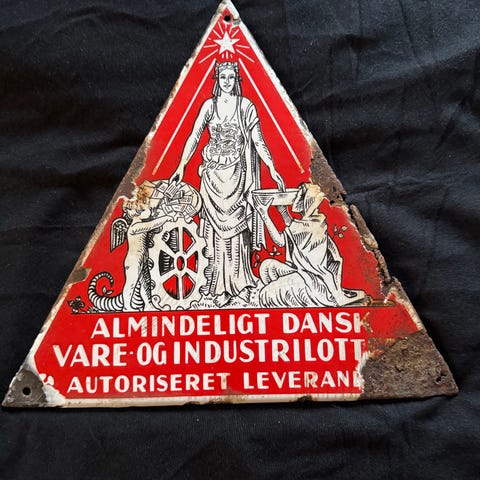 ALMINDELIGT DANSK
VARE-OG INDUSTRILOTT
AUTORISERET LEVERAN